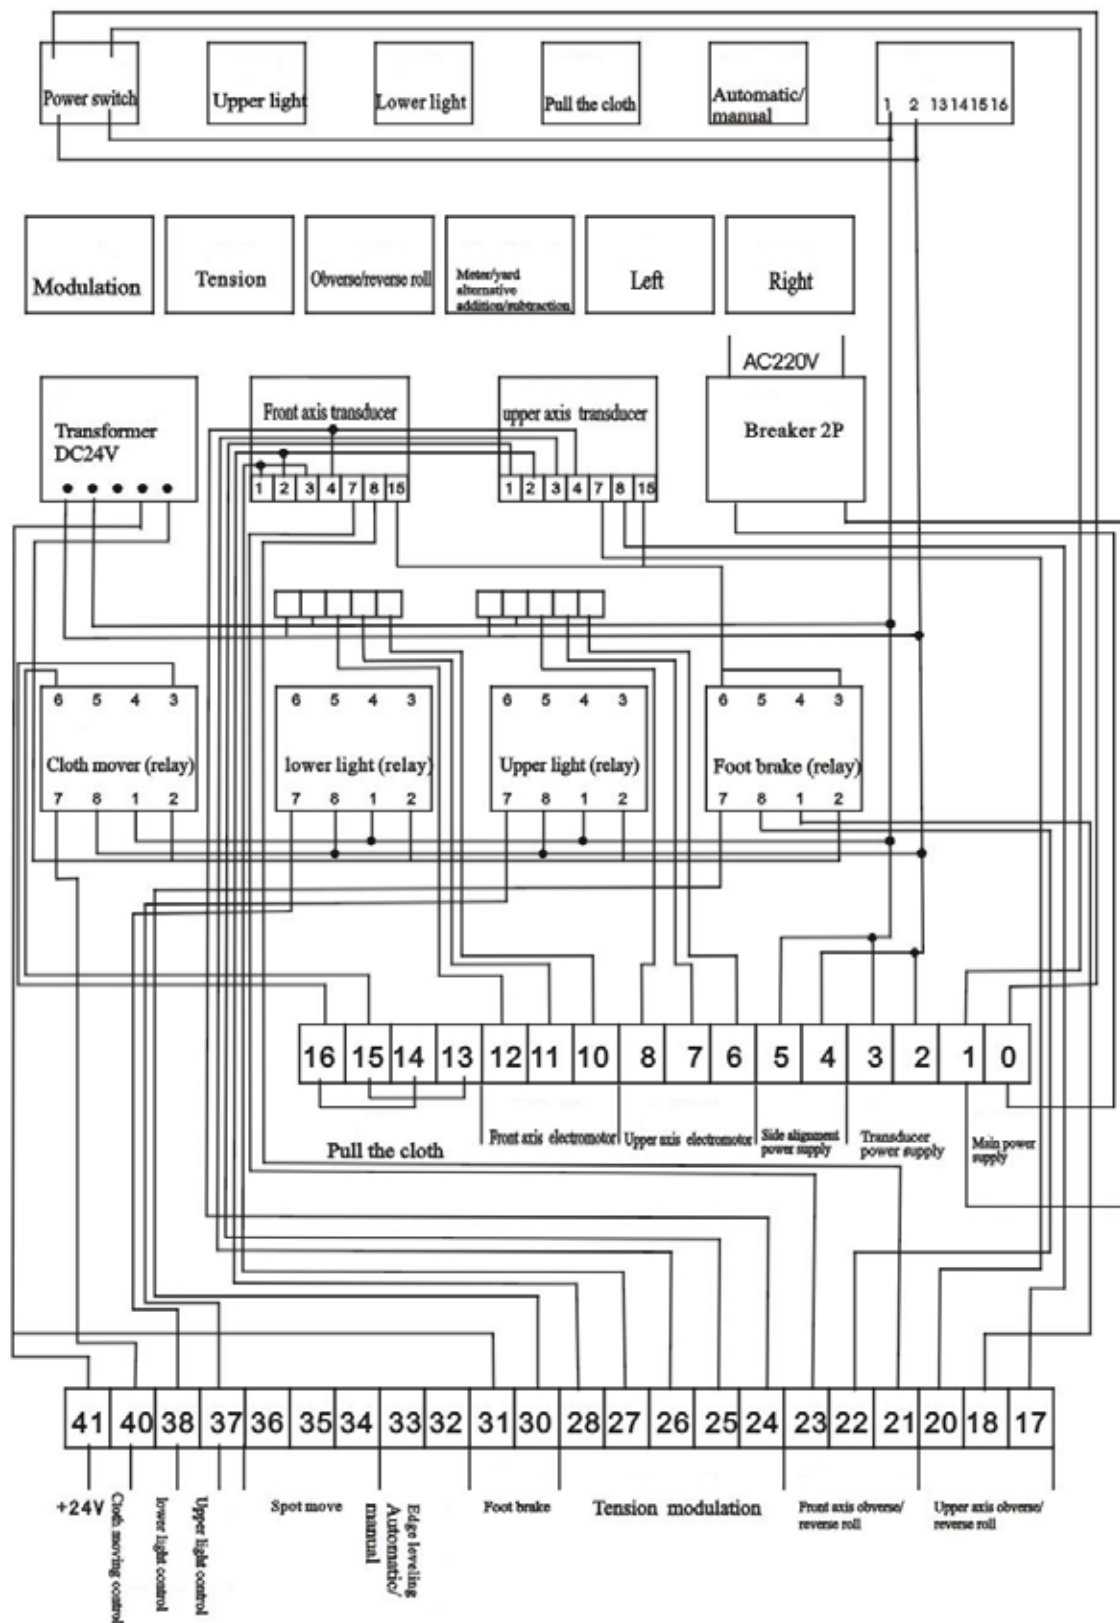 Power switch
Upper light
Lower light
Pull the cloth
Automatic/
manual
1 2 13 14 15 16
Modulation
Tension
Obverse/reverse roll
Meter/yard
alternative
addition/subtraction
Left
Right
Transformer
DC24V
Front axis transducer
1 2 3 4 7 8 15
upper axis transducer
1 2 3 4 7 8 15
AC220V
Breaker 2P
6 5 4 3
Cloth mover (relay)
7 8 1 2
6 5 4 3
lower light (relay)
7 8 1 2
6 5 4 3
Upper light (relay)
7 8 1 2
6 5 4 3
Foot brake (relay)
7 8 1 2
16 15 14 13 12 11 10 8 7 6 5 4 3 2 1 0
Pull the cloth
Front axis electromotor
Upper axis electromotor
Side alignment
power supply
Transducer
power supply
Main power
supply
41 40 38 37 36 35 34 33 32 31 30 28 27 26 25 24 23 22 21 20 18 17
+24V
Cloth moving control
lower light control
Upper light control
Spot move
Edge leveling
Automatic/
manual
Foot brake
Tension modulation
Front axis obverse/
reverse roll
Upper axis obverse/
reverse roll